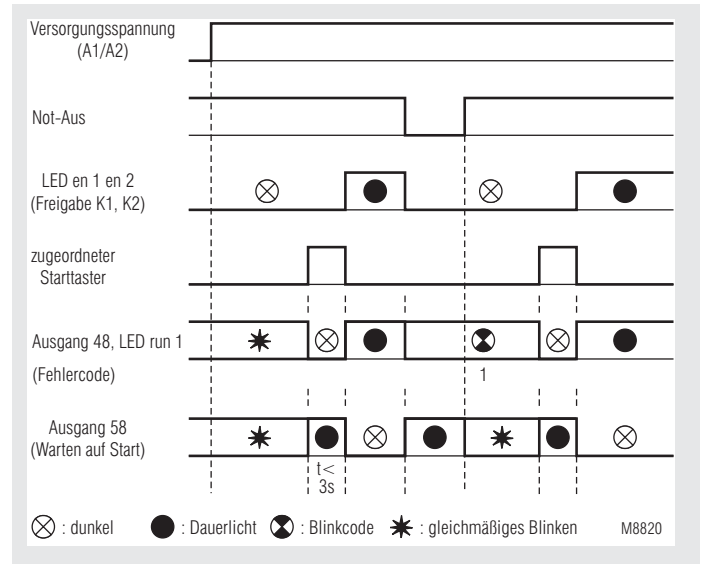 Versorgungsspannung
(A1/A2)
Not-Aus
LED en 1 en 2
(Freigabe K1, K2)
zugeordneter
Starttaster
Ausgang 48, LED run 1
(Fehlercode)
1
Ausgang 58
(Warten auf Start)
t<
3s
: dunkel : Dauerlicht : Blinkcode : gleichmäßiges Blinken M8820